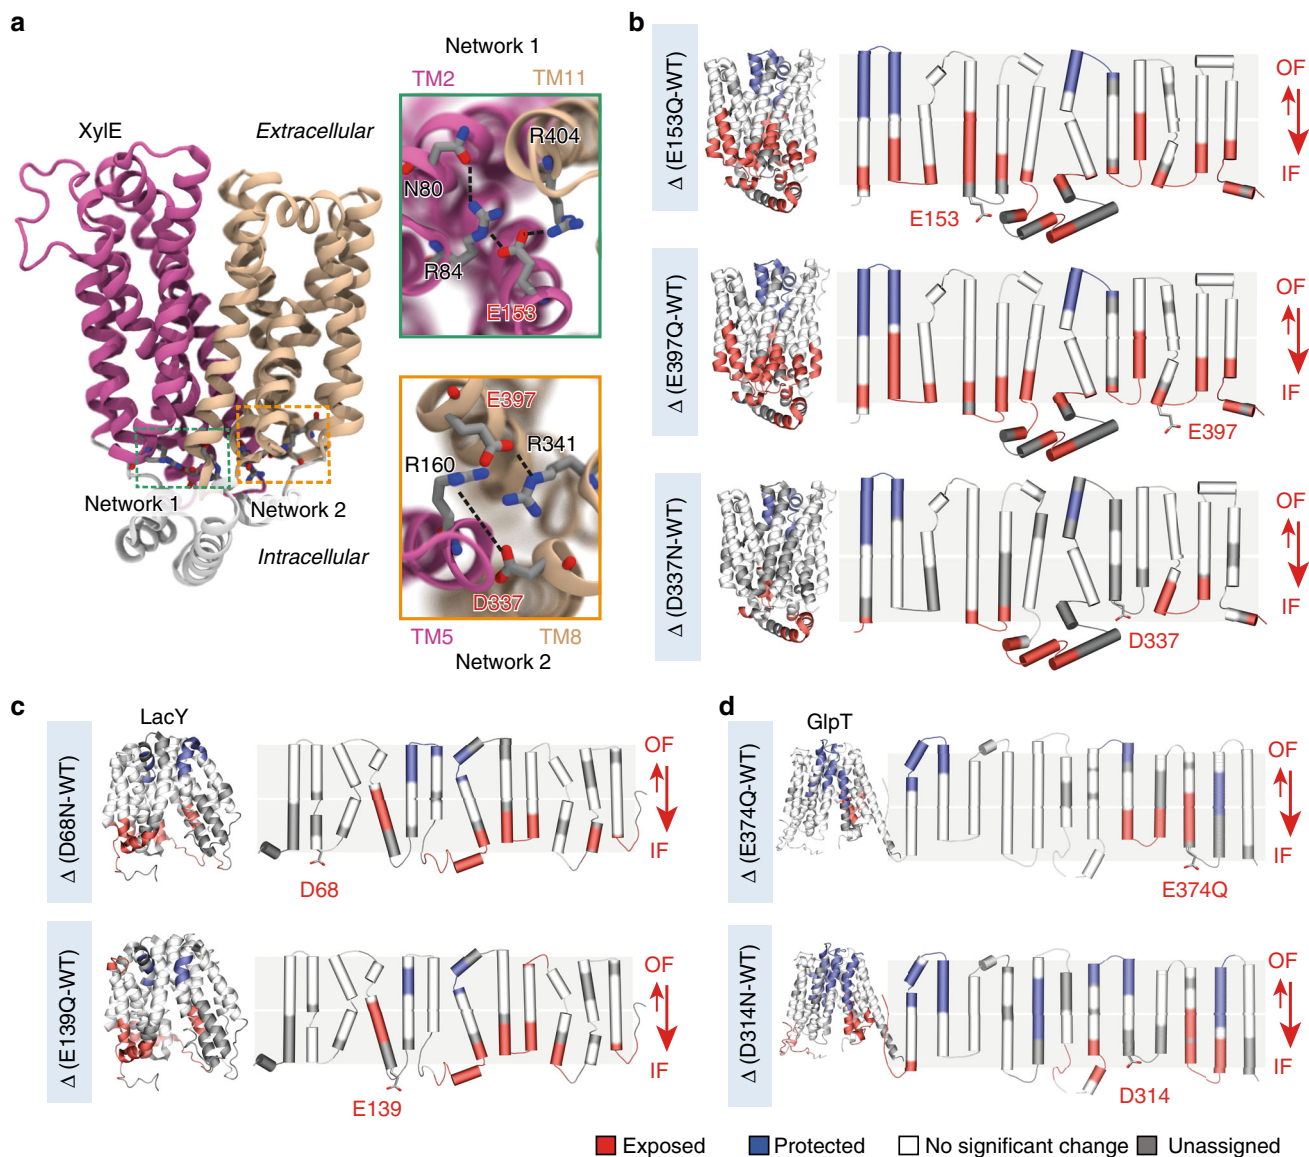 a
Network 1
TM2
TM11
XylE
Extracellular
R404
N80
R84
E153
Network 1
Network 2
Intracellular
E397
R341
R160
D337
TM5
TM8
Network 2
b
Δ (E153Q-WT)
E153
OF
IF
Δ (E397Q-WT)
E397
OF
IF
Δ (D337N-WT)
D337
OF
IF
c
LacY
Δ (D68N-WT)
D68
OF
IF
Δ (E139Q-WT)
E139
OF
IF
d
GlpT
Δ (E374Q-WT)
E374Q
OF
IF
Δ (D314N-WT)
D314
OF
IF
Exposed
Protected
No significant change
Unassigned